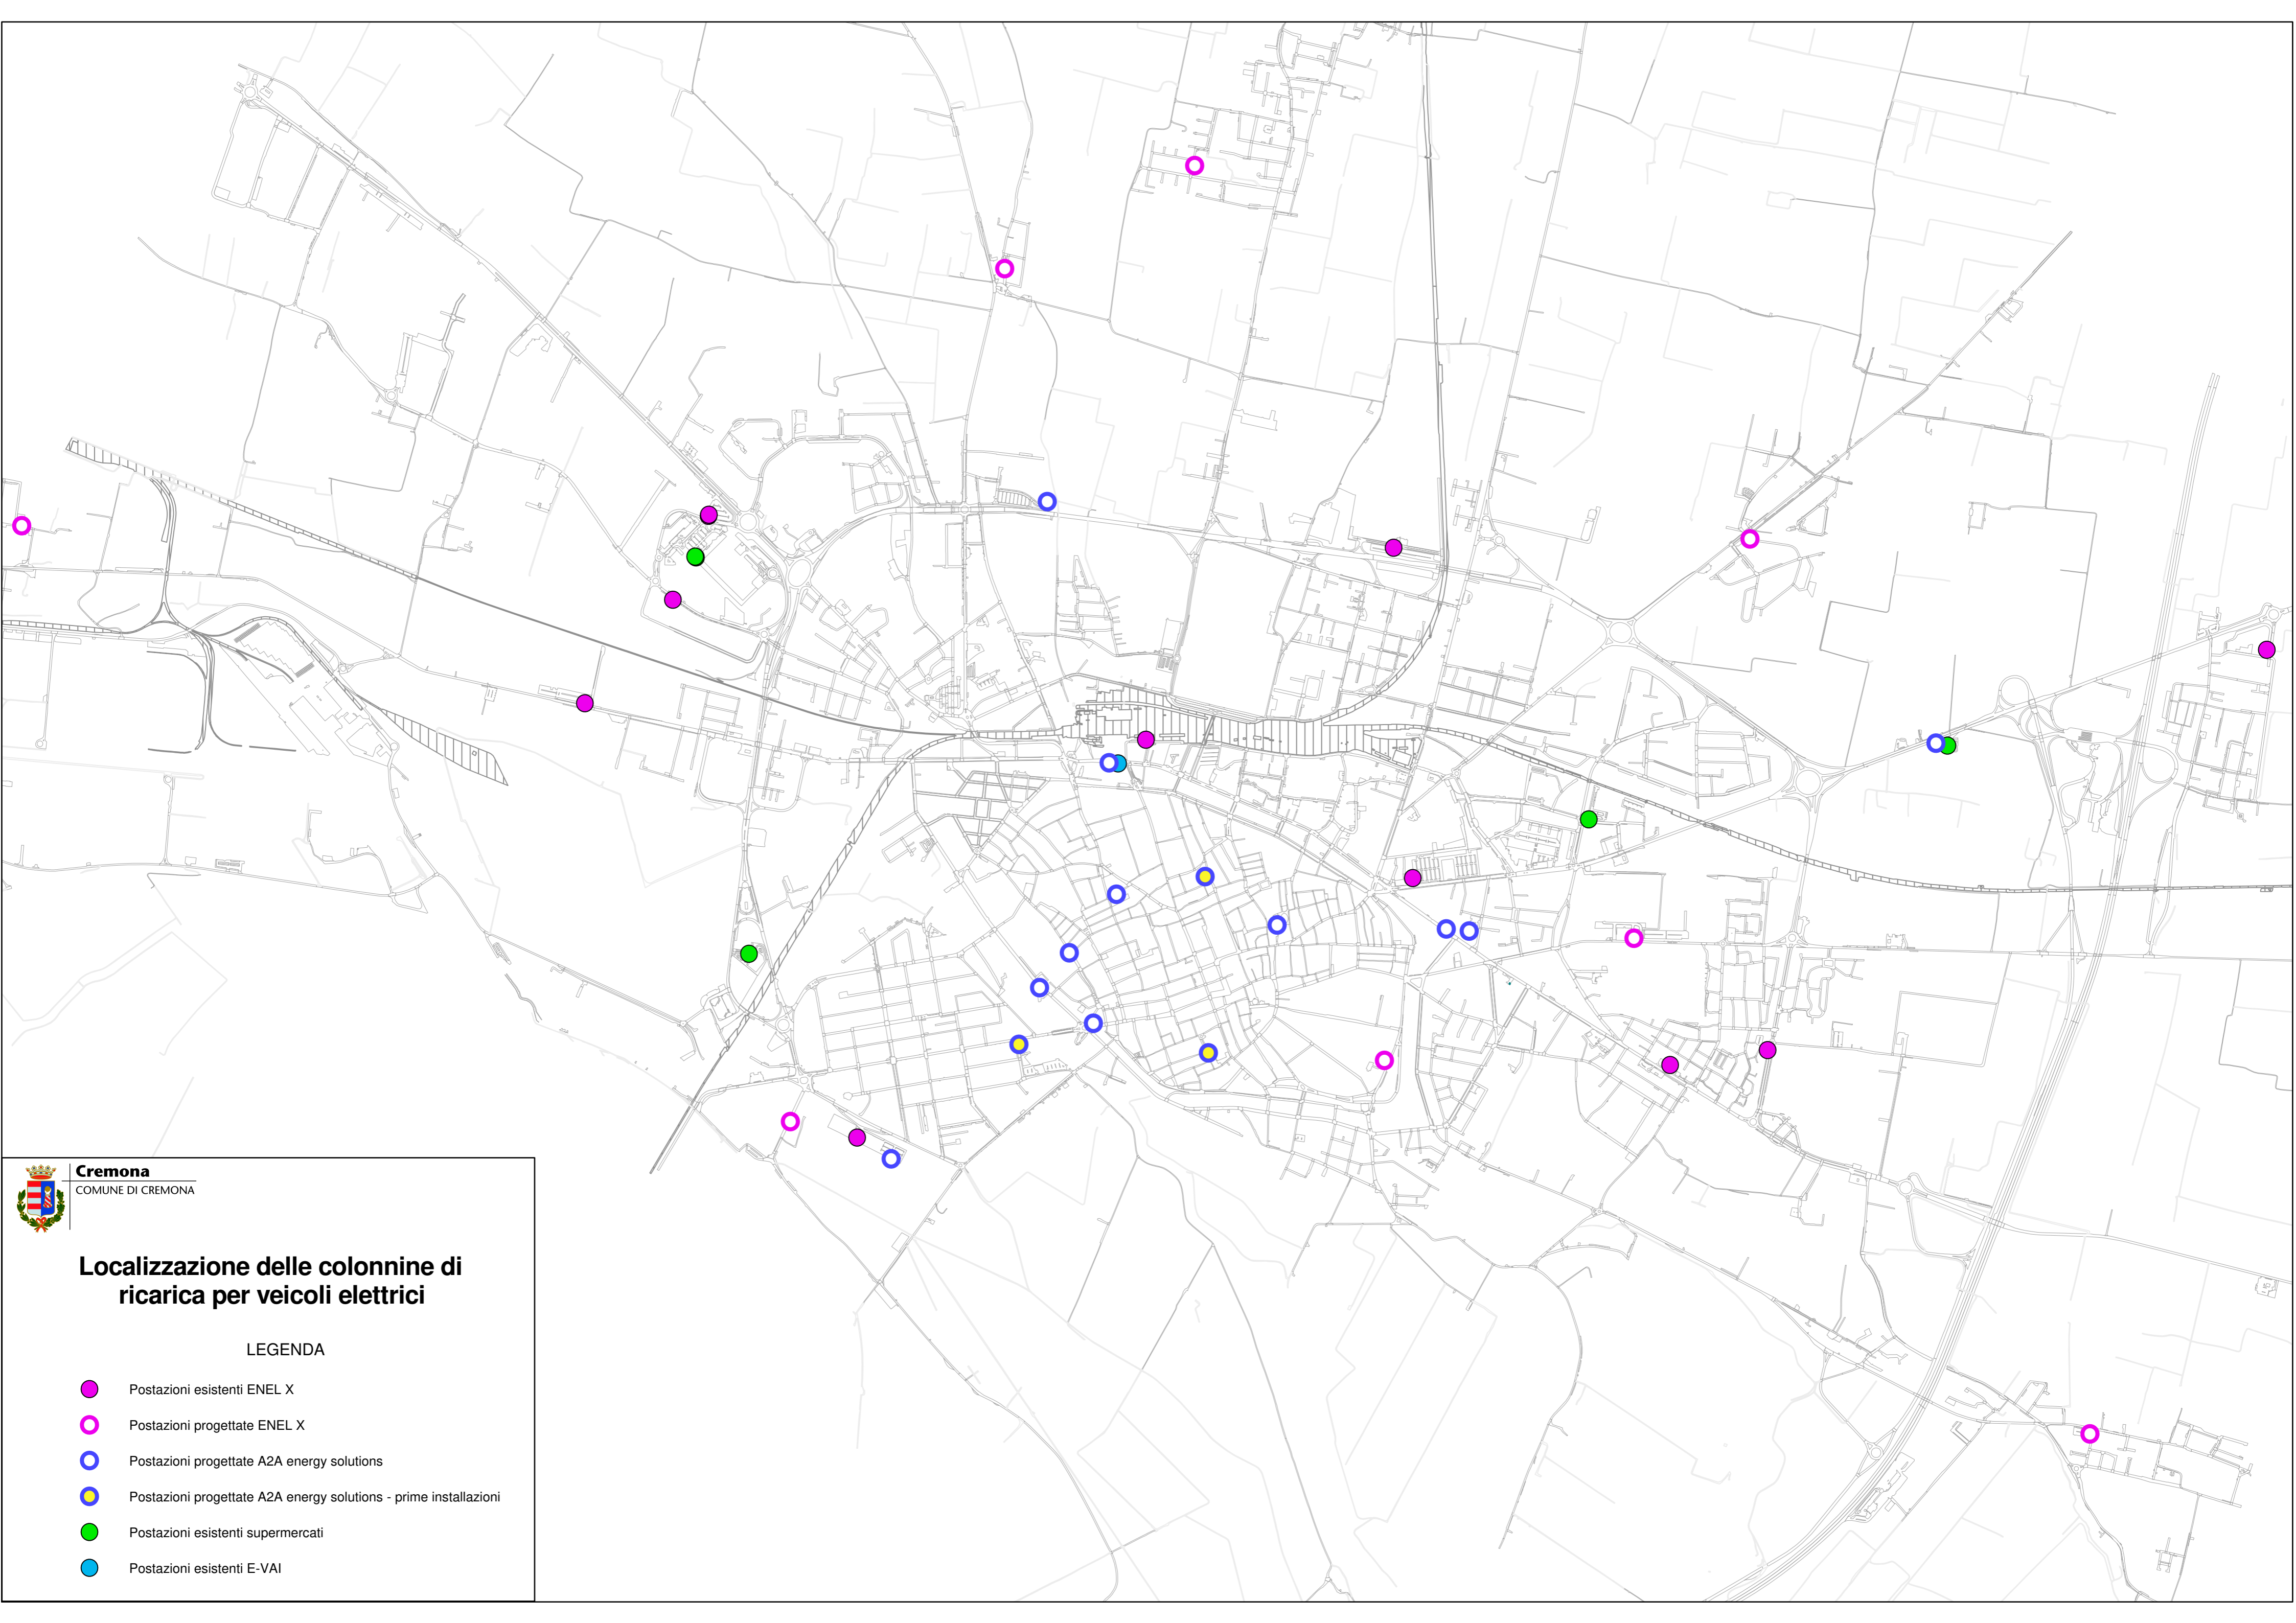 Cremona
COMUNE DI CREMONA
Localizzazione delle colonnine di
ricarica per veicoli elettrici
LEGENDA
Postazioni esistenti ENEL X
Postazioni progettate ENEL X
Postazioni progettate A2A energy solutions
Postazioni progettate A2A energy solutions - prime installazioni
Postazioni esistenti supermercati
Postazioni esistenti E-VAI